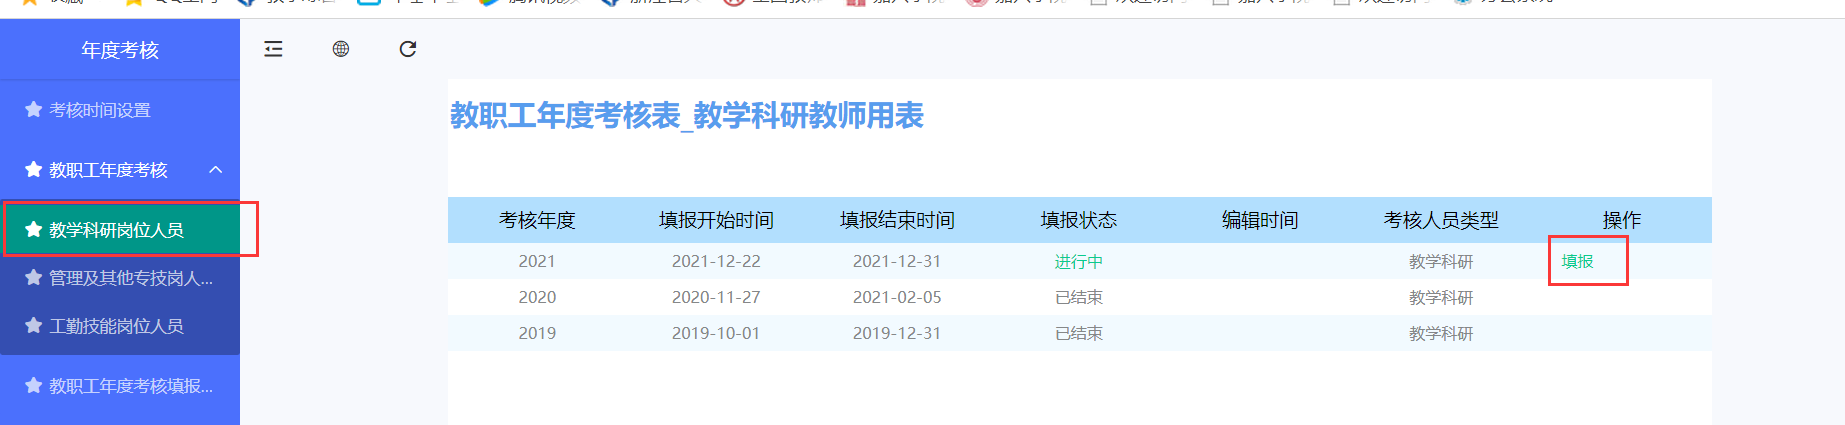 年度考核
考核时间设置
教职工年度考核
教学科研岗位人员
管理及其他专技岗人...
工勤技能岗位人员
教职工年度考核填报...
教职工年度考核表_教学科研教师用表
考核年度 填报开始时间 填报结束时间 填报状态 编辑时间 考核人员类型 操作
2021 2021-12-22 2021-12-31 进行中 教学科研 填报
2020 2020-11-27 2021-02-05 已结束 教学科研
2019 2019-10-01 2019-12-31 已结束 教学科研